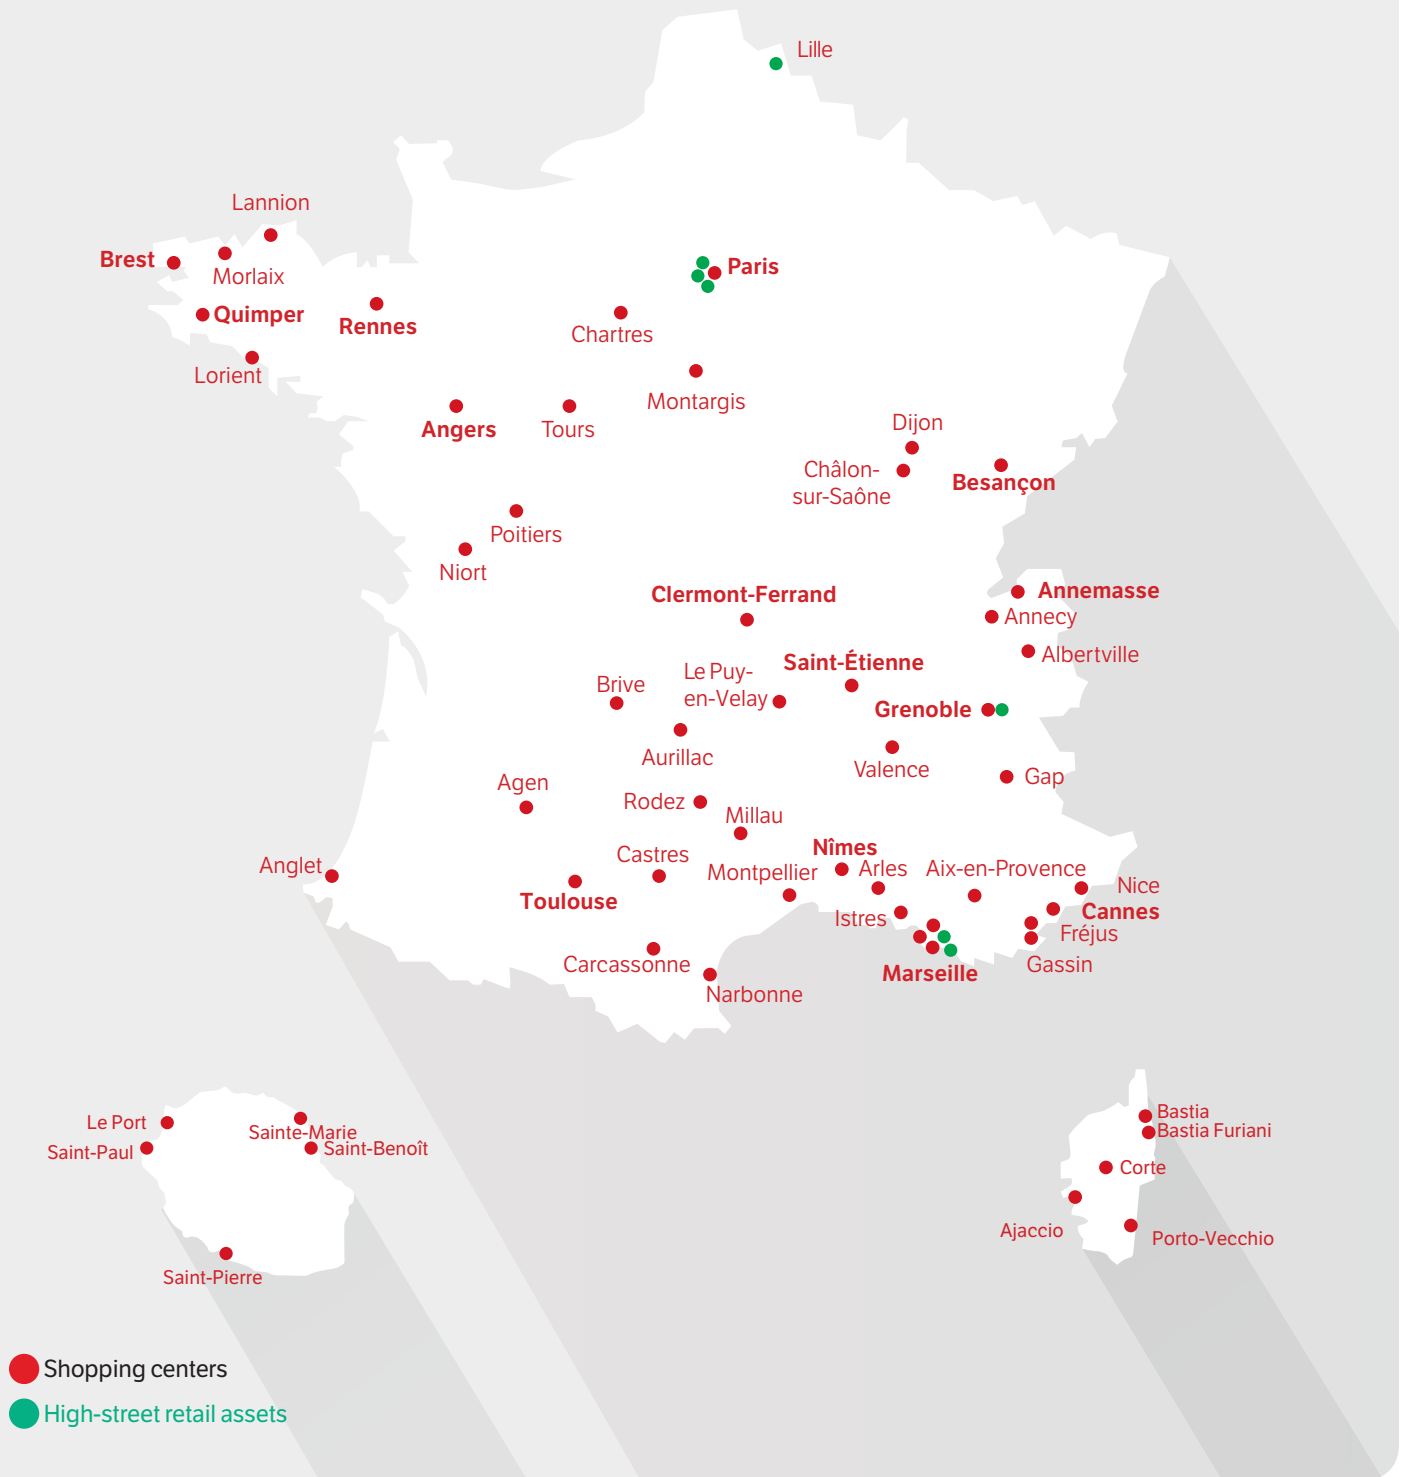 Lille
Lannion
Brest
Morlaix
Paris
Quimper
Rennes
Chartres
Lorient
Montargis
Angers
Tours
Dijon
Châlon-
sur-Saône
Besançon
Poitiers
Niort
Clermont-Ferrand
Annemasse
Annecy
Albertville
Saint-Étienne
Le Puy-
en-Velay
Brive
Grenoble
Aurillac
Valence
Gap
Agen
Rodez
Millau
Nîmes
Castres
Anglet
Montpellier
Arles
Aix-en-Provence
Nice
Toulouse
Cannes
Istres
Fréjus
Carcassonne
Gassin
Marseille
Narbonne
Le Port
Sainte-Marie
Saint-Paul
Saint-Benoît
Saint-Pierre
Bastia
Bastia Furiani
Corte
Ajaccio
Porto-Vecchio
Shopping centers
High-street retail assets